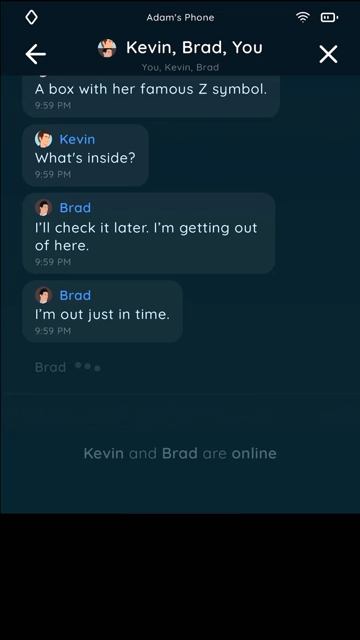 Adam's Phone
Kevin, Brad, You
You, Kevin, Brad
A box with her famous Z symbol.
9:59 PM
Kevin
What's inside?
9:59 PM
Brad
I'll check it later. I'm getting out
of here.
9:59 PM
Brad
I'm out just in time.
9:59 PM
Brad
Kevin and Brad are online